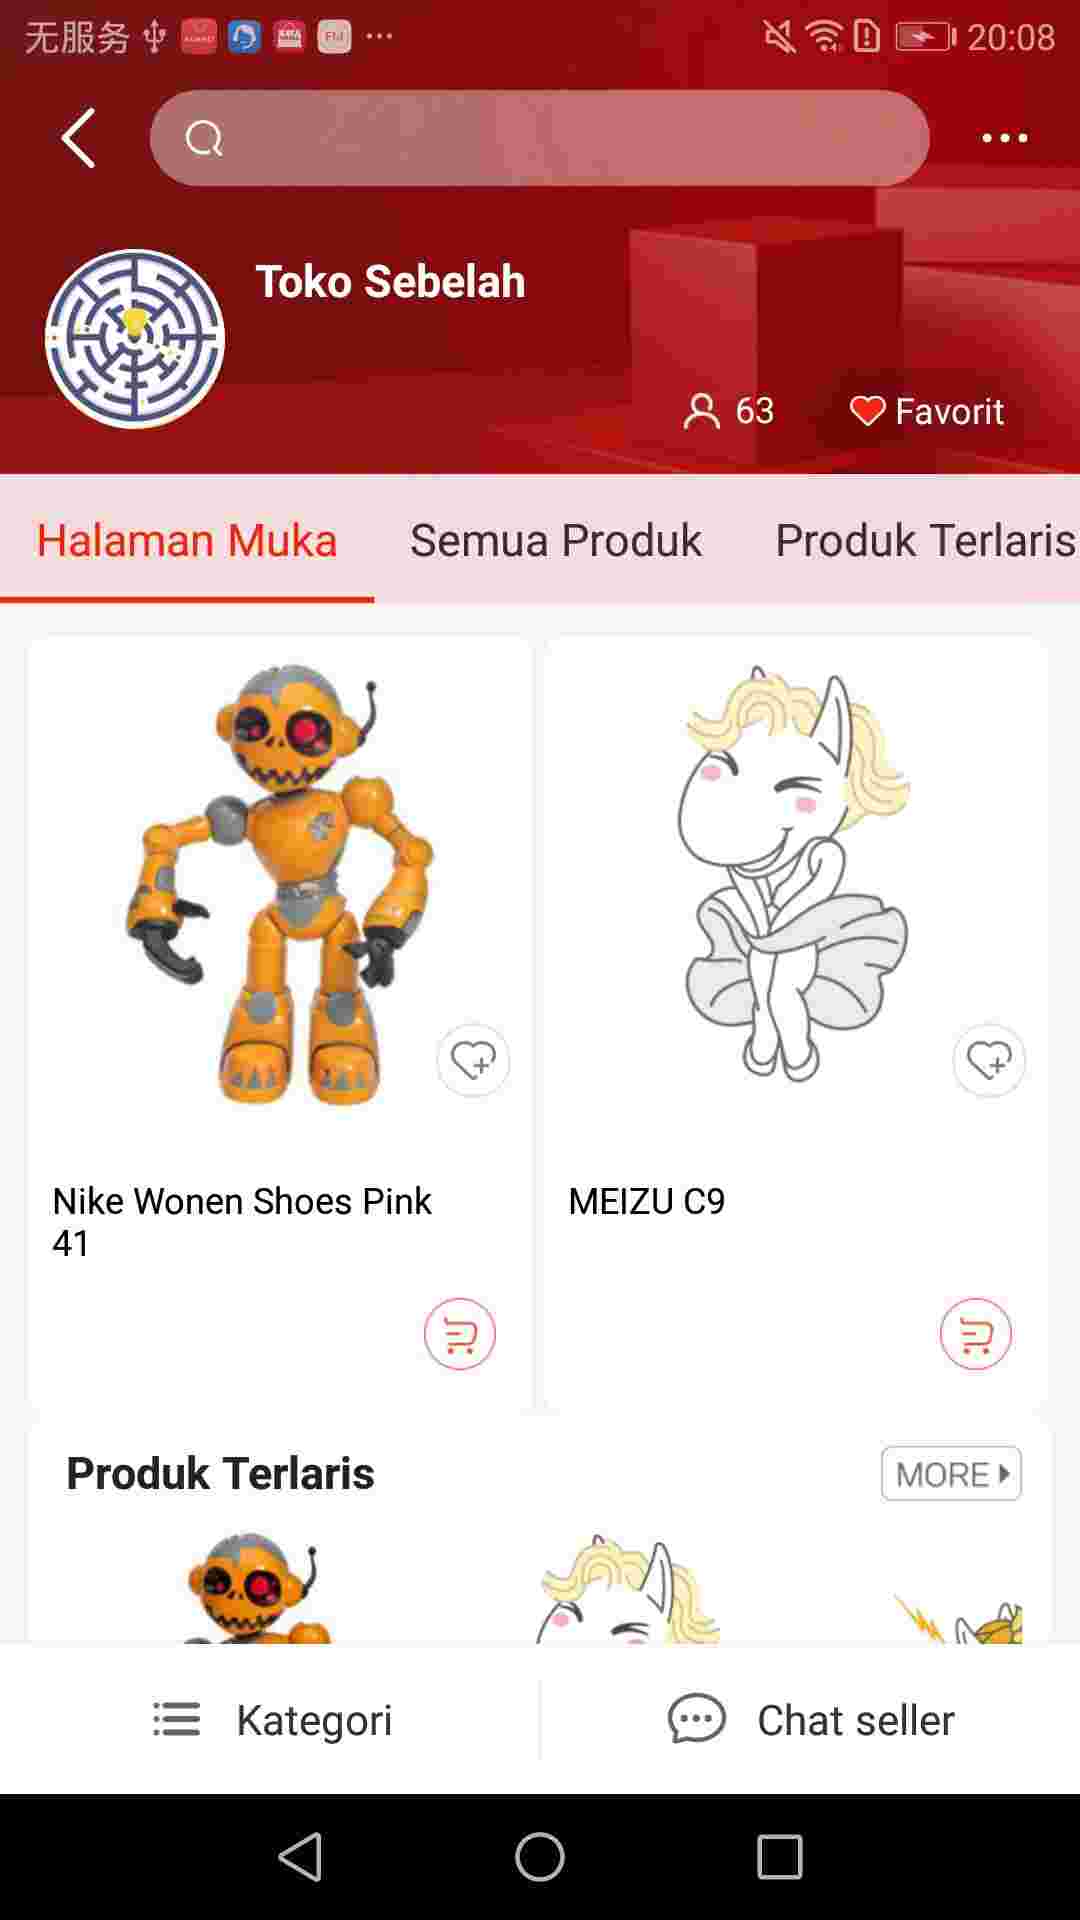 无服务 20:08
Toko Sebelah
63 Favorit
Halaman Muka Semua Produk Produk Terlaris
Nike Wonen Shoes Pink
41
MEIZU C9
Produk Terlaris MORE
Kategori Chat seller